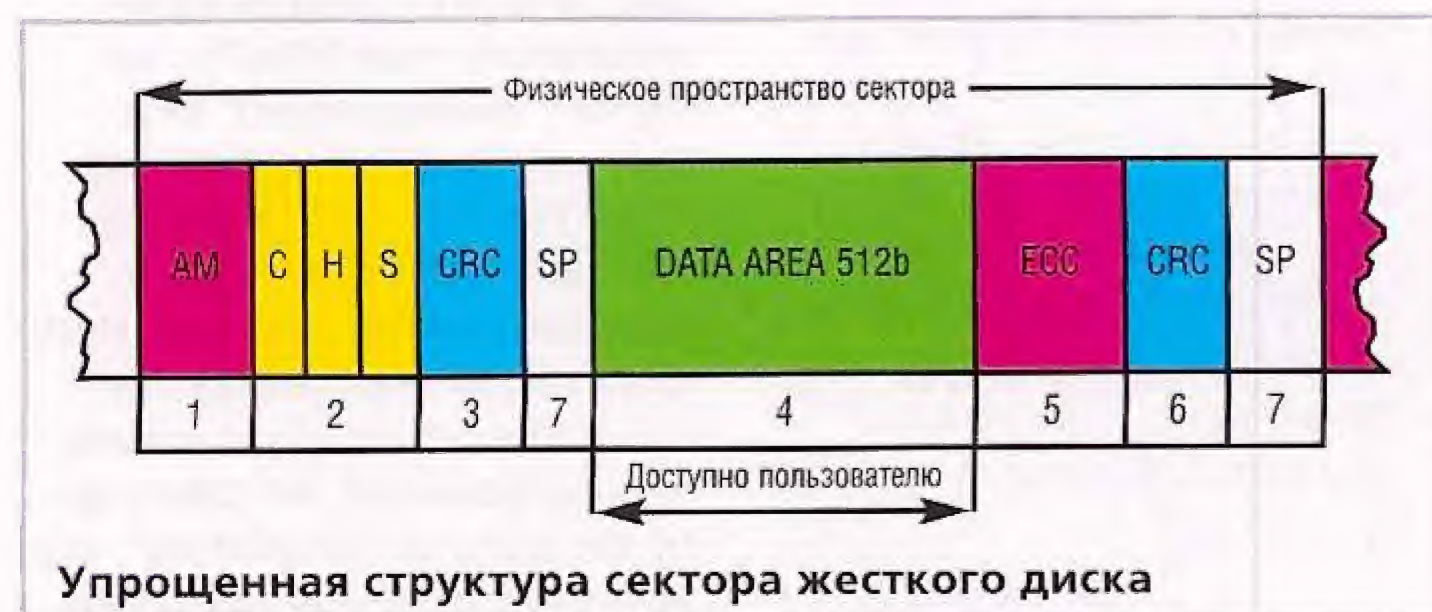 Физическое пространство сектора
AM C H S CRC SP DATA AREA 512b ECC CRC SP
1 2 3 7 4 5 6 7
Доступно пользователю
Упрощенная структура сектора жесткого диска